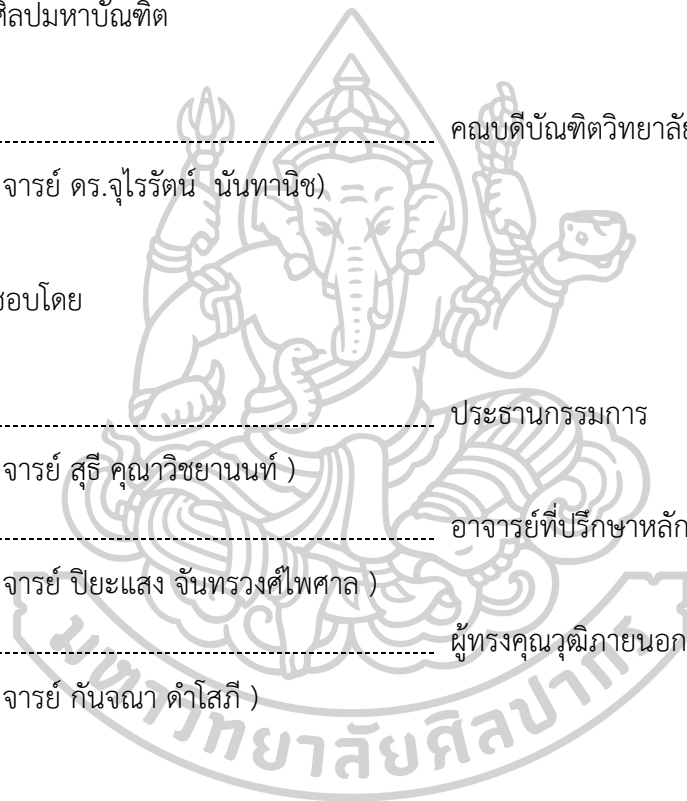 ศิลปมหาบัณฑิต
คณบดีบัณฑิตวิทยาลัย
จารย์ ดร.จุไรรัตน์ นันทานิช)
ชอบโดย
ประธานกรรมการ
จารย์ สุธี คุณาวิชยานนท์ )
อาจารย์ที่ปรึกษาหลัก
จารย์ ปิยะแสง จันทรวงศ์ไพศาล )
ผู้ทรงคุณวุฒิภายนอก
จารย์ กันจณา ดำโสภี )
มหาวิทยาลัยศิลปากร